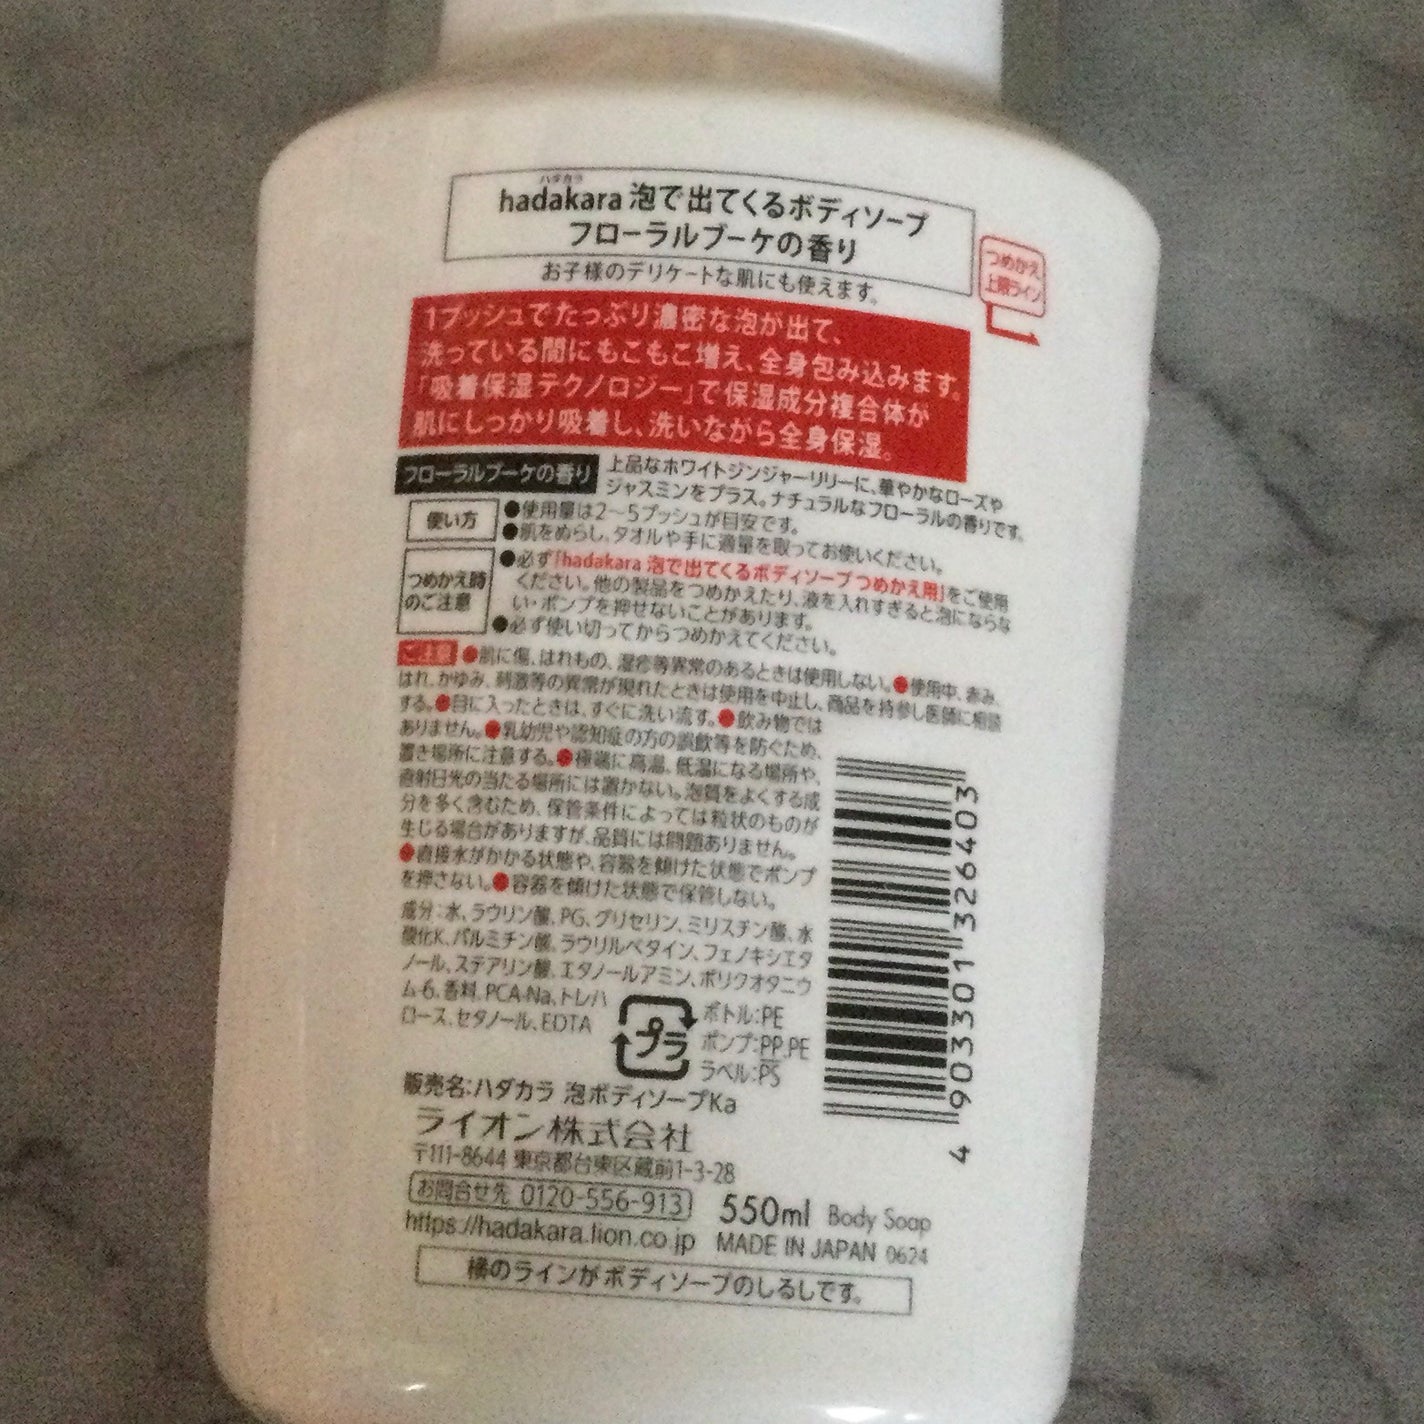 ハダカラ
hadakara 泡で出てくるボディソープ
フローラルブーケの香り
お子様のデリケートな肌にも使えます。
つめかえ
上限ライン
1プッシュでたっぷり濃密な泡が出て、
洗っている間にもこもこ増え、全身包み込みます。
「吸着保湿テクノロジー」で保湿成分複合体が
肌にしっかり吸着し、洗いながら全身保湿。
フローラルブーケの香り
上品なホワイトジンジャーリリーに、華やかなローズや
ジャスミンをプラス。ナチュラルなフローラルの香りです。
使い方
●使用量は2～5プッシュが目安です。
●肌をぬらし、タオルや手に適量を取ってお使いください。
つめかえ時
のご注意
●必ず「hadakara 泡で出てくるボディソープ つめかえ用」をご使用
ください。他の製品をつめかえたり、液を入れすぎると泡にならな
い・ポンプを押せないことがあります。
●必ず使い切ってからつめかえてください。
ご注意 ●肌に傷、はれもの、湿疹等異常のあるときは使用しない。●使用中、赤み、
はれ、かゆみ、刺激等の異常が現れたときは使用を中止し、商品を持参し医師に相談
する。●目に入ったときは、すぐに洗い流す。●飲み物では
ありません。●乳幼児や認知症の方の誤飲等を防ぐため、
置き場所に注意する。●極端に高温、低温になる場所や、
直射日光の当たる場所には置かない。泡質をよくする成
分を多く含むため、保管条件によっては粒状のものが
生じる場合がありますが、品質には問題ありません。
●直接水がかかる状態や、容器を傾けた状態でポンプ
を押さない。●容器を傾けた状態で保管しない。
成分：水、ラウリン酸、PG、グリセリン、ミリスチン酸、水
酸化K、パルミチン酸、ラウリルベタイン、フェノキシエタ
ノール、ステアリン酸、エタノールアミン、ポリクオタニウ
ム-6、香料、PCA-Na、トレハ
ロース、セタノール、EDTA
プラ
ボトル:PE
ポンプ:PP,PE
ラベル:PS
4 903301 326403
販売名:ハダカラ 泡ボディソープKa
ライオン株式会社
〒111-8644 東京都台東区蔵前1-3-28
お問合せ先 0120-556-913
https://hadakara.lion.co.jp
550ml Body Soap
MADE IN JAPAN 0624
横のラインがボディソープのしるしです。